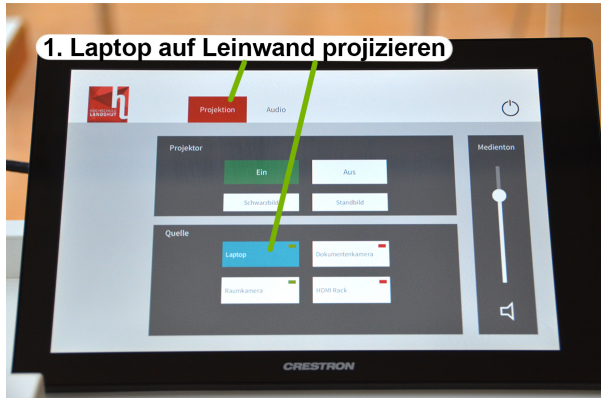 1. Laptop auf Leinwand projizieren
HOCHSCHULE
LANDSHUT
Projektion
Audio
Projektor
Medienton
Ein
Aus
Schwarzbild
Standbild
Quelle
Laptop
Dokumentenkamera
Raumkamera
HDMI Rack
CRESTRON